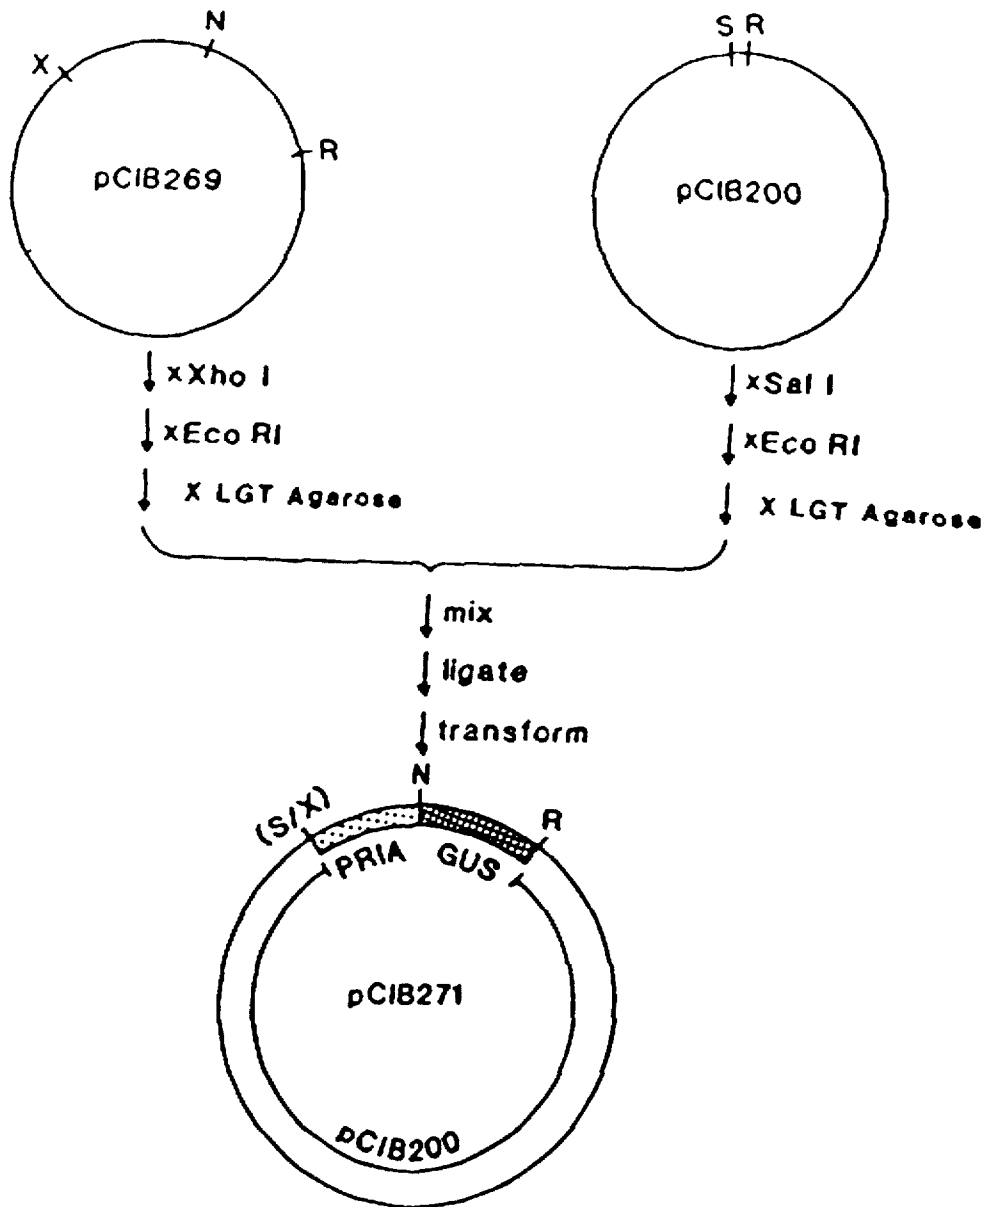 X
N
R
pCIB269
S R
pCIB200
xXho I
xEco RI
X LGT Agarose
xSal I
xEco RI
X LGT Agarose
mix
ligate
transform
N
(S/X)
R
PRIA
GUS
pCIB271
pCIB200